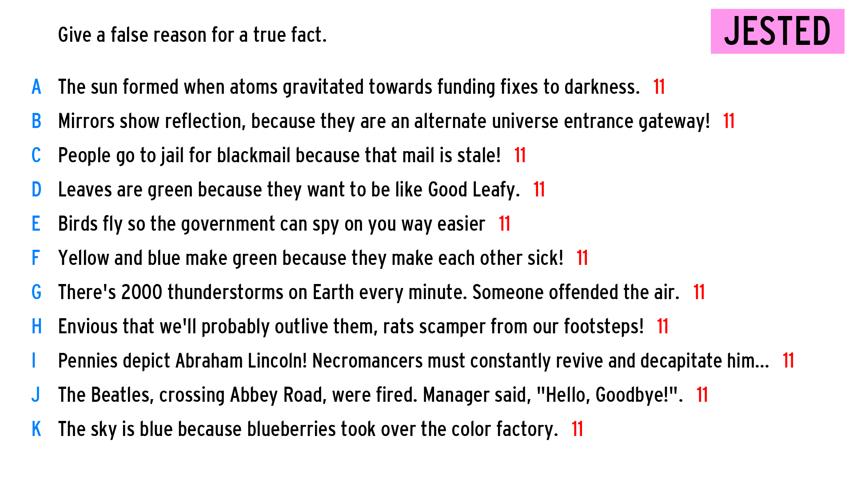 Give a false reason for a true fact.
JESTED
A The sun formed when atoms gravitated towards funding fixes to darkness. 11
B Mirrors show reflection, because they are an alternate universe entrance gateway! 11
C People go to jail for blackmail because that mail is stale! 11
D Leaves are green because they want to be like Good Leafy. 11
E Birds fly so the government can spy on you way easier 11
F Yellow and blue make green because they make each other sick! 11
G There's 2000 thunderstorms on Earth every minute. Someone offended the air. 11
H Envious that we'll probably outlive them, rats scamper from our footsteps! 11
I Pennies depict Abraham Lincoln! Necromancers must constantly revive and decapitate him... 11
J The Beatles, crossing Abbey Road, were fired. Manager said, "Hello, Goodbye!". 11
K The sky is blue because blueberries took over the color factory. 11